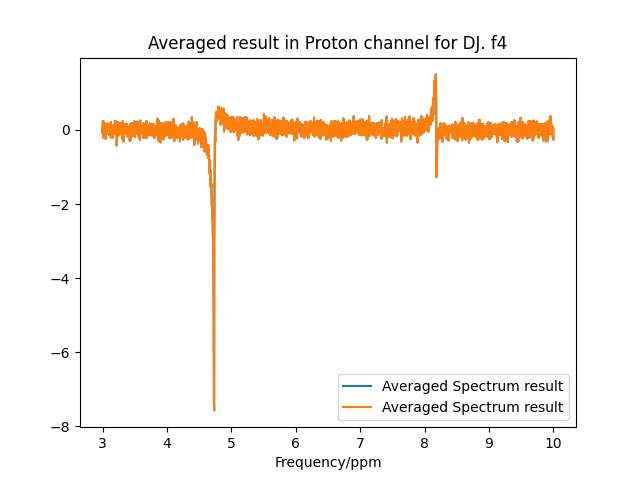 Averaged result in Proton channel for DJ. f4
0
−2
−4
−6
−8
Averaged Spectrum result
Averaged Spectrum result
3 4 5 6 7 8 9 10
Frequency/ppm